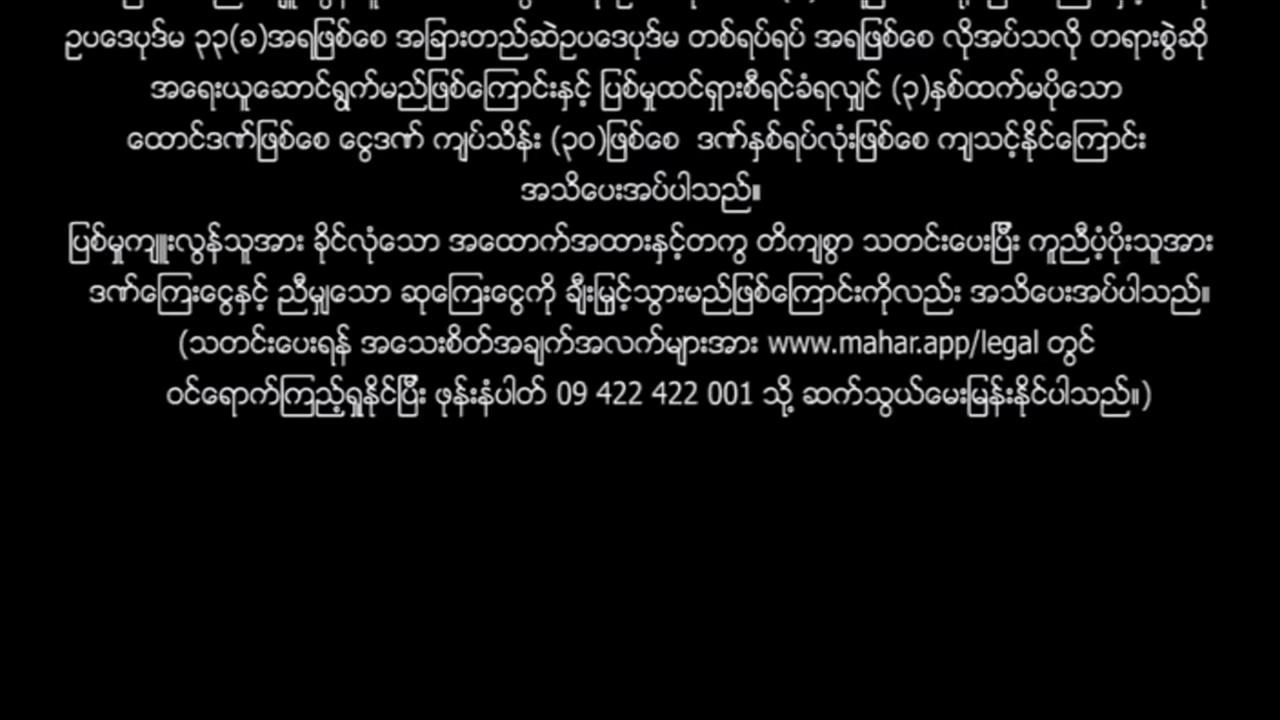 ဥပဒေပုဒ်မ ၃၃(ခ)အရဖြစ်စေ အခြားတည်ဆဲဥပဒေပုဒ်မ တစ်ရပ်ရပ် အရဖြစ်စေ လိုအပ်သလို တရားစွဲဆို
အရေးယူဆောင်ရွက်မည်ဖြစ်ကြောင်းနှင့် ပြစ်မှုထင်ရှားစီရင်ခံရလျှင် (၃)နှစ်ထက်မပိုသော
ထောင်ဒဏ်ဖြစ်စေ ငွေဒဏ် ကျပ်သိန်း (၃၀)ဖြစ်စေ ဒဏ်နှစ်ရပ်လုံးဖြစ်စေ ကျသင့်နိုင်ကြောင်း
အသိပေးအပ်ပါသည်။
ပြစ်မှုကျူးလွန်သူအား ခိုင်လုံသော အထောက်အထားနှင့်တကွ တိကျစွာ သတင်းပေးပြီး ကူညီပံ့ပိုးသူအား
ဒဏ်ကြေးငွေနှင့် ညီမျှသော ဆုကြေးငွေကို ချီးမြှင့်သွားမည်ဖြစ်ကြောင်းကိုလည်း အသိပေးအပ်ပါသည်။
(သတင်းပေးရန် အသေးစိတ်အချက်အလက်များအား www.mahar.app/legal တွင်
ဝင်ရောက်ကြည့်ရှုနိုင်ပြီး ဖုန်းနံပါတ် 09 422 422 001 သို့ ဆက်သွယ်မေးမြန်းနိုင်ပါသည်။)